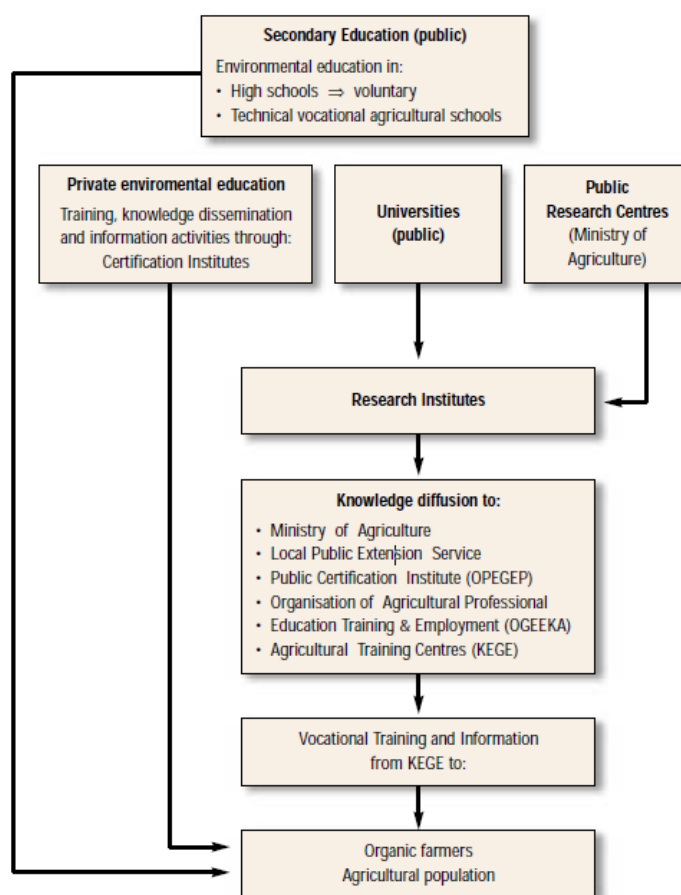 Secondary Education (public)
Environmental education in:
• High schools ⇒ voluntary
• Technical vocational agricultural schools
Private enviromental education
Training, knowledge dissemination
and information activities through:
Certification Institutes
Universities
(public)
Public
Research Centres
(Ministry of
Agriculture)
Research Institutes
Knowledge diffusion to:
• Ministry of Agriculture
• Local Public Extension Service
• Public Certification Institute (OPEGEP)
• Organisation of Agricultural Professional
• Education Training & Employment (OGEEKA)
• Agricultural Training Centres (KEGE)
Vocational Training and Information
from KEGE to:
Organic farmers
Agricultural population